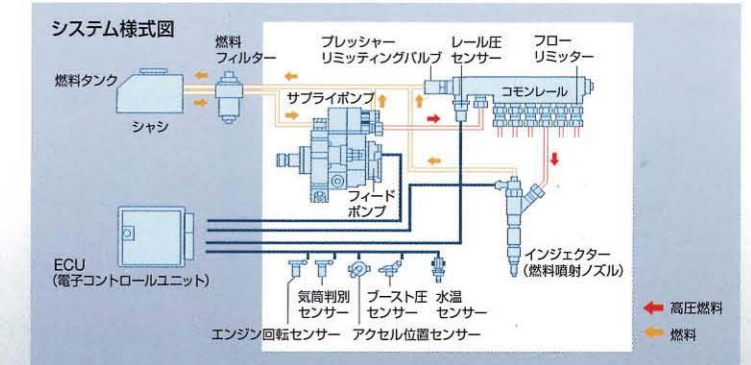 システム様式図
燃料
フィルター
プレッシャー
リミッティングバルブ
レール圧
センサー
フロー
リミッター
燃料タンク
シャシ
サプライポンプ
コモンレール
フィード
ポンプ
ECU
(電子コントロールユニット)
インジェクター
(燃料噴射ノズル)
気筒判別
センサー
ブースト圧
センサー
水温
センサー
エンジン回転センサー
アクセル位置センサー
高圧燃料
燃料